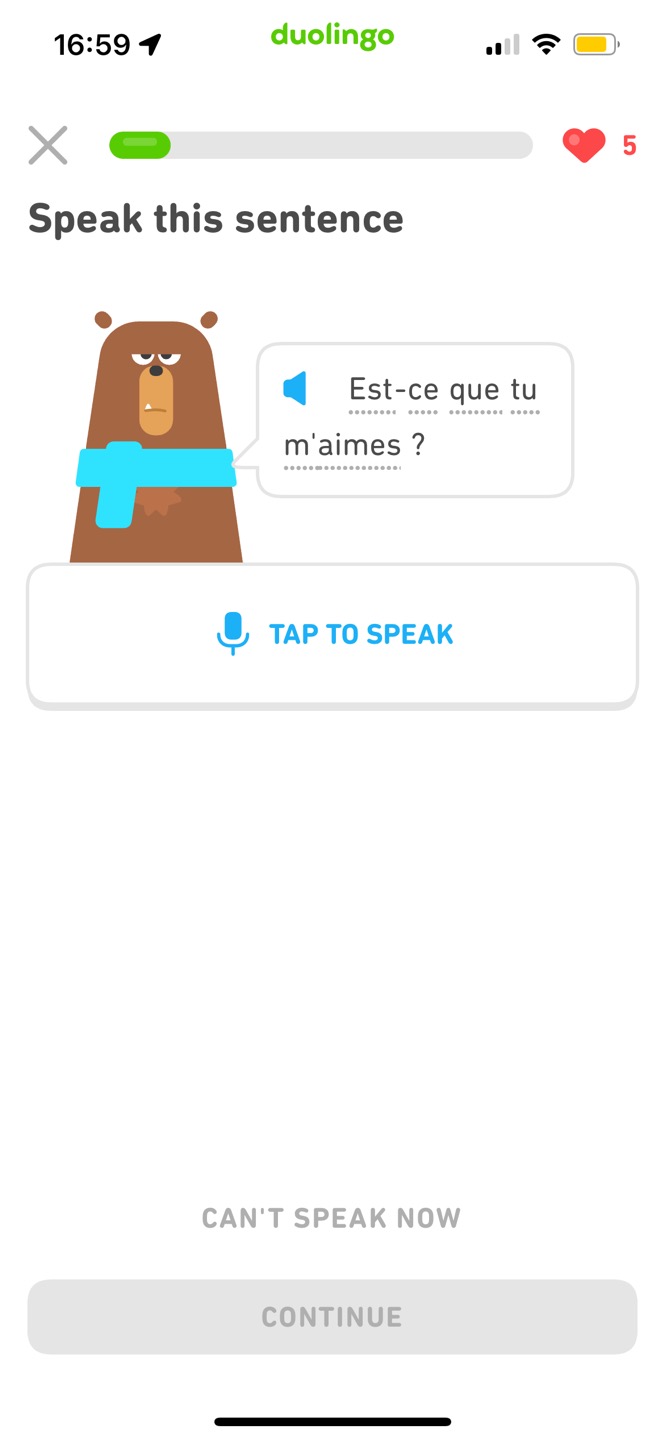 16:59
duolingo
5
Speak this sentence
Est-ce que tu
m'aimes ?
TAP TO SPEAK
CAN'T SPEAK NOW
CONTINUE